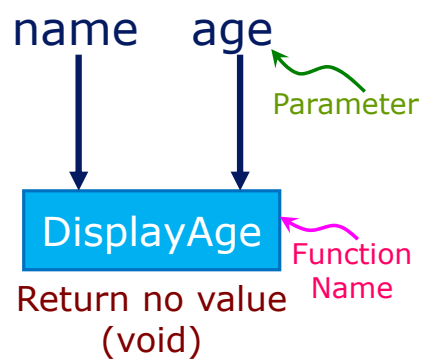 name age
Parameter
DisplayAge
Function
Name
Return no value
(void)